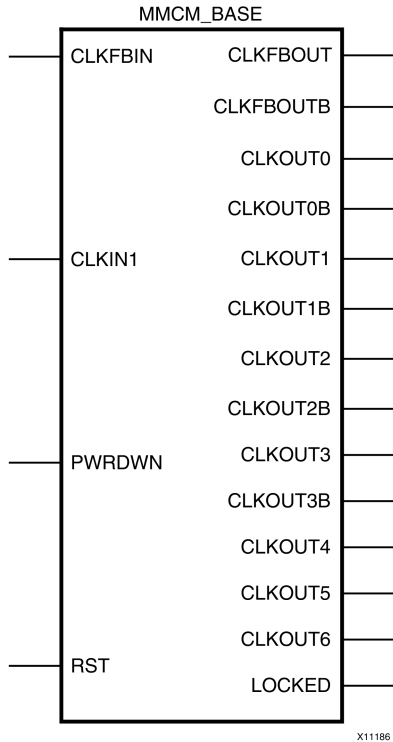 MMCM_BASE
CLKFBIN
CLKFBOUT
CLKFBOUTB
CLKOUT0
CLKOUT0B
CLKIN1
CLKOUT1
CLKOUT1B
CLKOUT2
CLKOUT2B
PWRDWN
CLKOUT3
CLKOUT3B
CLKOUT4
CLKOUT5
CLKOUT6
RST
LOCKED
X11186